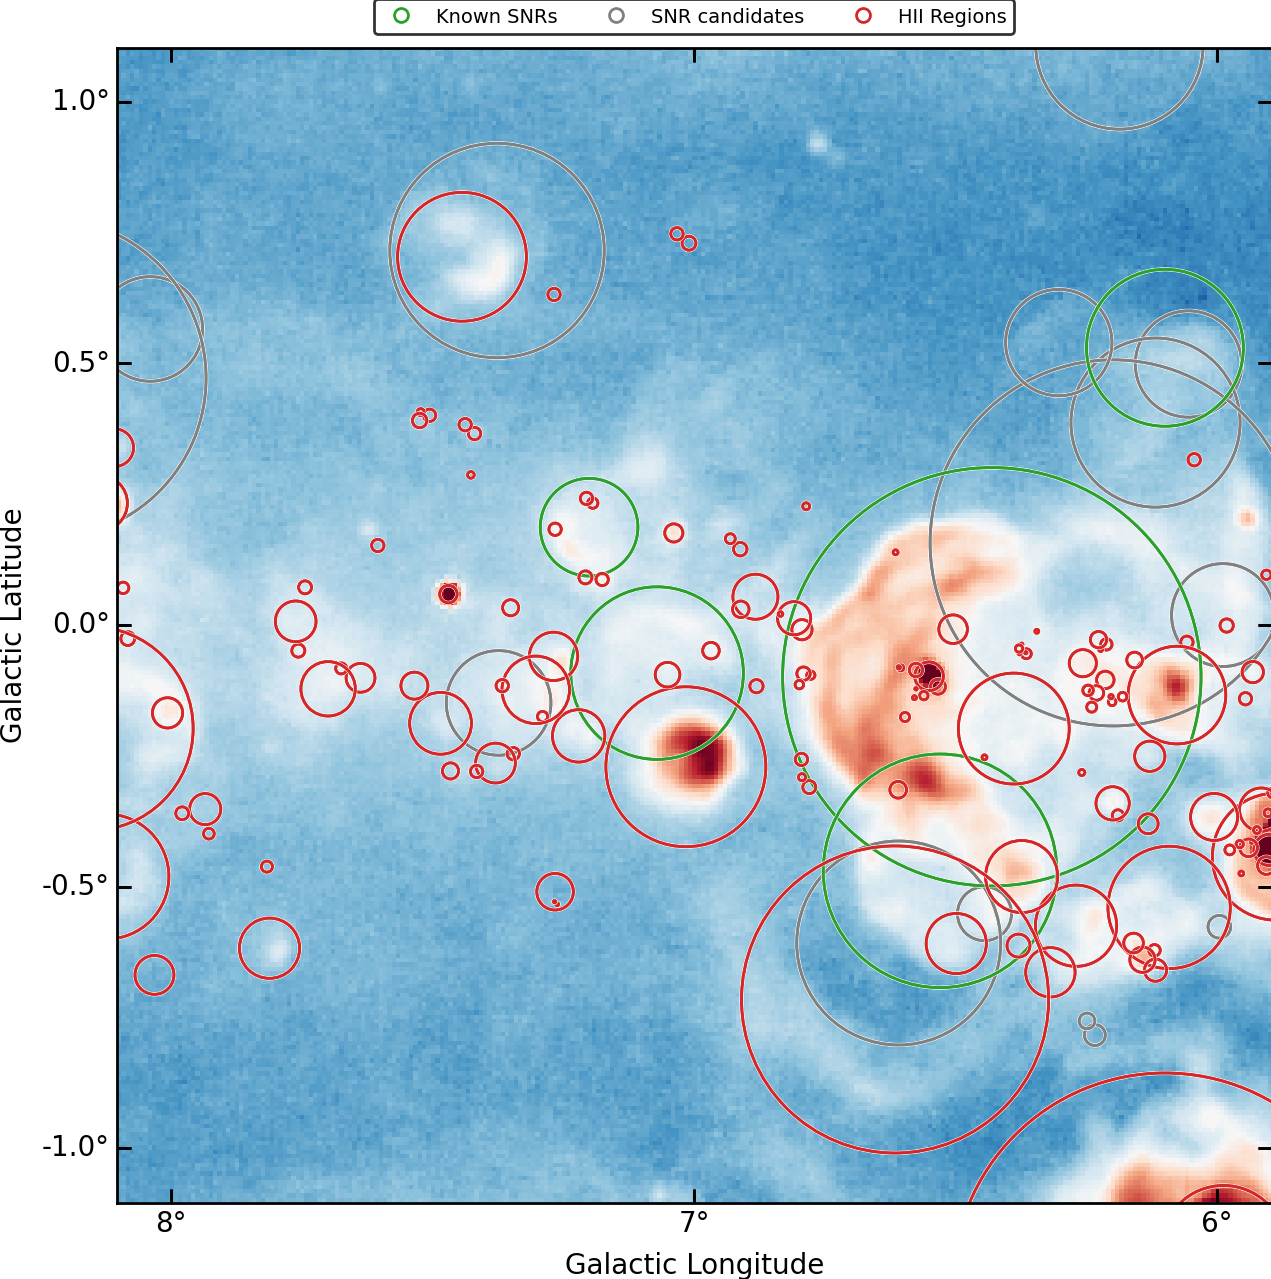 Known SNRs SNR candidates HII Regions
1.0°
0.5°
0.0°
-0.5°
-1.0°
Galactic Latitude
8° 7° 6°
Galactic Longitude